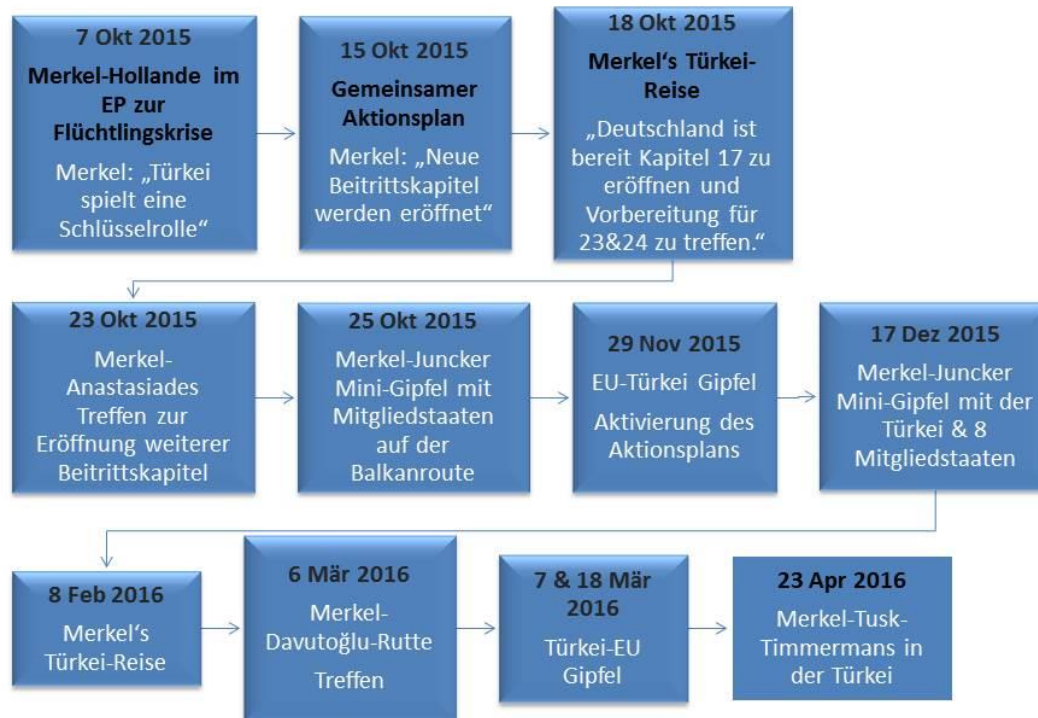 7 Okt 2015
Merkel-Hollande im
EP zur
Flüchtlingskrise
Merkel: „Türkei
spielt eine
Schlüsselrolle“
15 Okt 2015
Gemeinsamer
Aktionsplan
Merkel: „Neue
Beitrittskapitel
werden eröffnet“
18 Okt 2015
Merkel‘s Türkei-
Reise
„Deutschland ist
bereit Kapitel 17 zu
eröffnen und
Vorbereitung für
23&24 zu treffen.“
23 Okt 2015
Merkel-
Anastasiades
Treffen zur
Eröffnung weiterer
Beitrittskapitel
25 Okt 2015
Merkel-Juncker
Mini-Gipfel mit
Mitgliedstaaten
auf der
Balkanroute
29 Nov 2015
EU-Türkei Gipfel
Aktivierung des
Aktionsplans
17 Dez 2015
Merkel-Juncker
Mini-Gipfel mit der
Türkei & 8
Mitgliedstaaten
8 Feb 2016
Merkel‘s
Türkei-Reise
6 Mär 2016
Merkel-
Davutoğlu-Rutte
Treffen
7 & 18 Mär
2016
Türkei-EU
Gipfel
23 Apr 2016
Merkel-Tusk-
Timmermans in
der Türkei